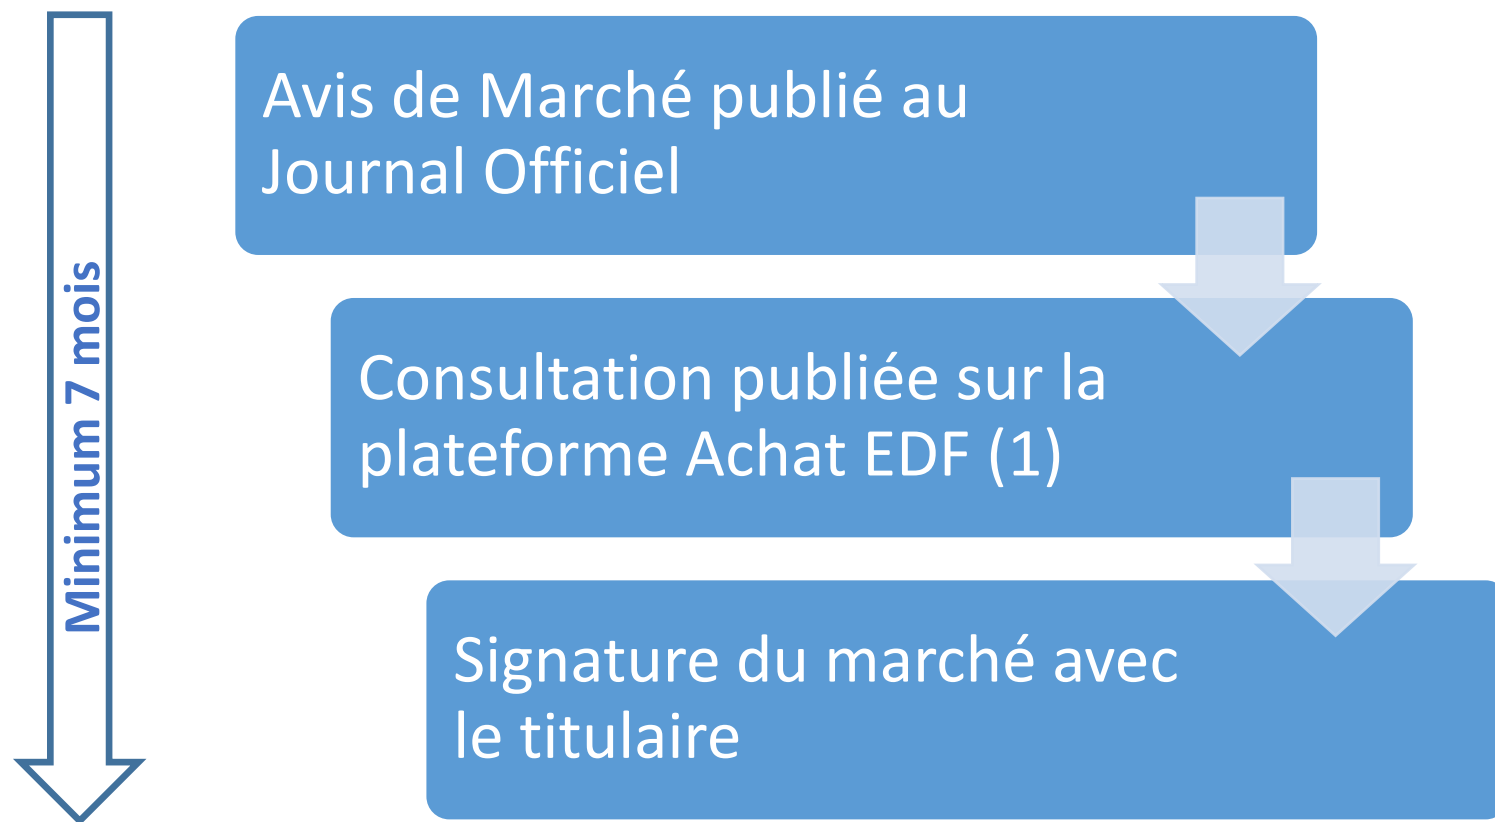 Minimum 7 mois
Avis de Marché publié au
Journal Officiel
Consultation publiée sur la
plateforme Achat EDF (1)
Signature du marché avec
le titulaire